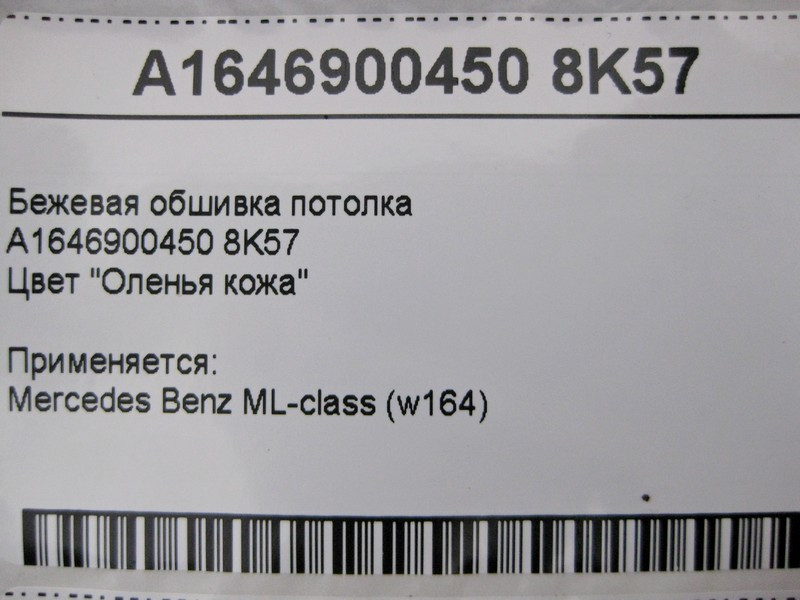 A1646900450 8K57
Бежевая обшивка потолка
A1646900450 8K57
Цвет "Оленья кожа"
Применяется:
Mercedes Benz ML-class (w164)